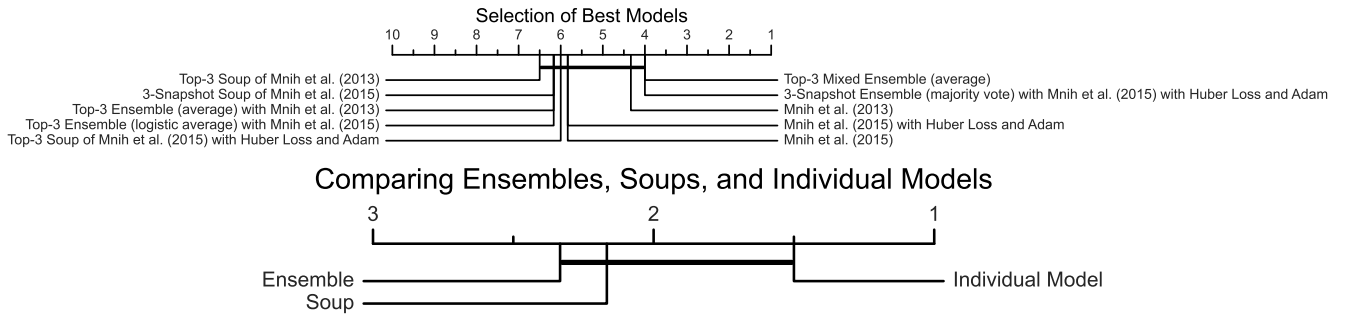 Selection of Best Models
10 9 8 7 6 5 4 3 2 1
Top-3 Soup of Mnih et al. (2013)
3-Snapshot Soup of Mnih et al. (2015)
Top-3 Ensemble (average) with Mnih et al. (2013)
Top-3 Ensemble (logistic average) with Mnih et al. (2015)
Top-3 Soup of Mnih et al. (2015) with Huber Loss and Adam
Top-3 Mixed Ensemble (average)
3-Snapshot Ensemble (majority vote) with Mnih et al. (2015) with Huber Loss and Adam
Mnih et al. (2013)
Mnih et al. (2015) with Huber Loss and Adam
Mnih et al. (2015)
Comparing Ensembles, Soups, and Individual Models
3 2 1
Ensemble
Soup
Individual Model